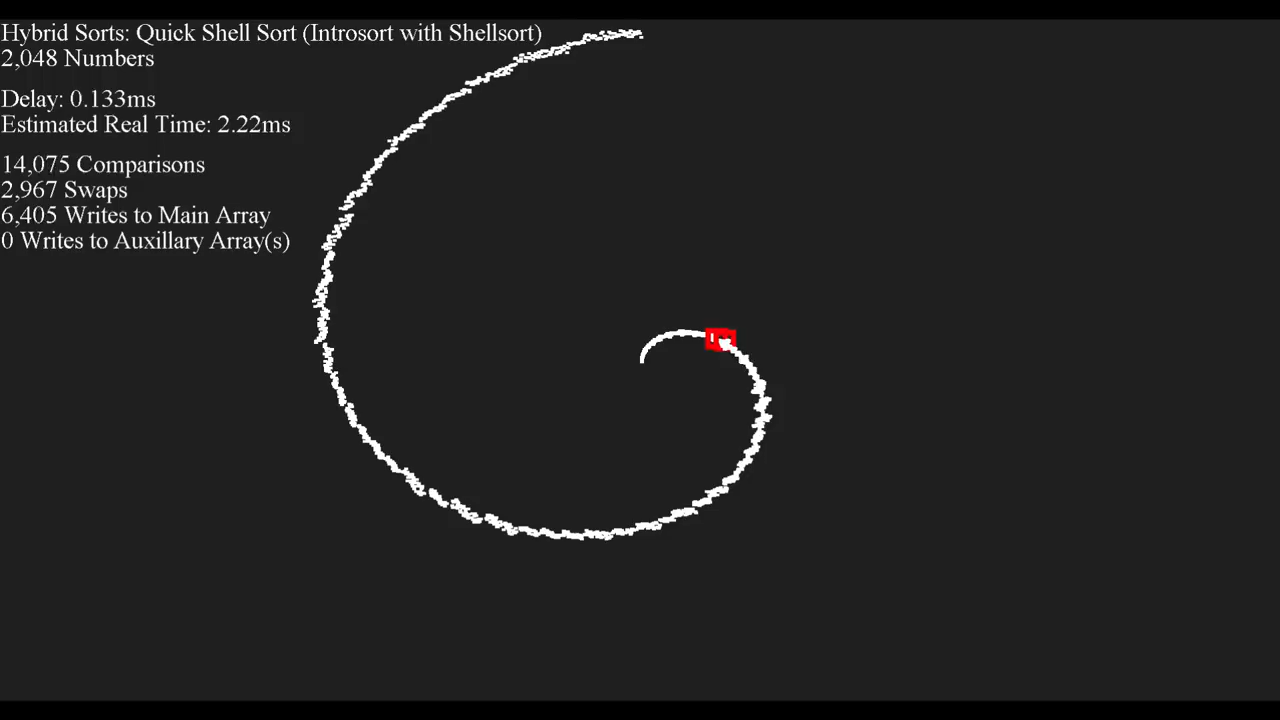 Hybrid Sorts: Quick Shell Sort (Introsort with Shellsort)
2,048 Numbers
Delay: 0.133ms
Estimated Real Time: 2.22ms
14,075 Comparisons
2,967 Swaps
6,405 Writes to Main Array
0 Writes to Auxillary Array(s)